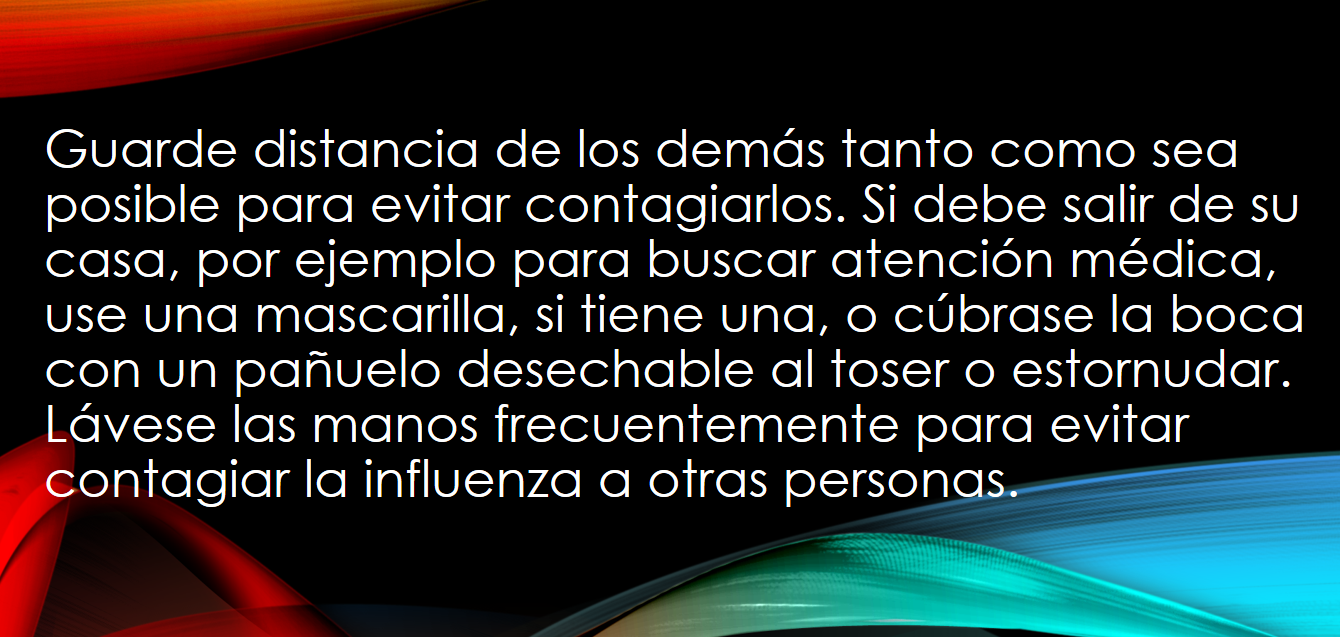 Guarde distancia de los demás tanto como sea
posible para evitar contagiarlos. Si debe salir de su
casa, por ejemplo para buscar atención médica,
use una mascarilla, si tiene una, o cúbrase la boca
con un pañuelo desechable al toser o estornudar.
Lávese las manos frecuentemente para evitar
contagiar la influenza a otras personas.